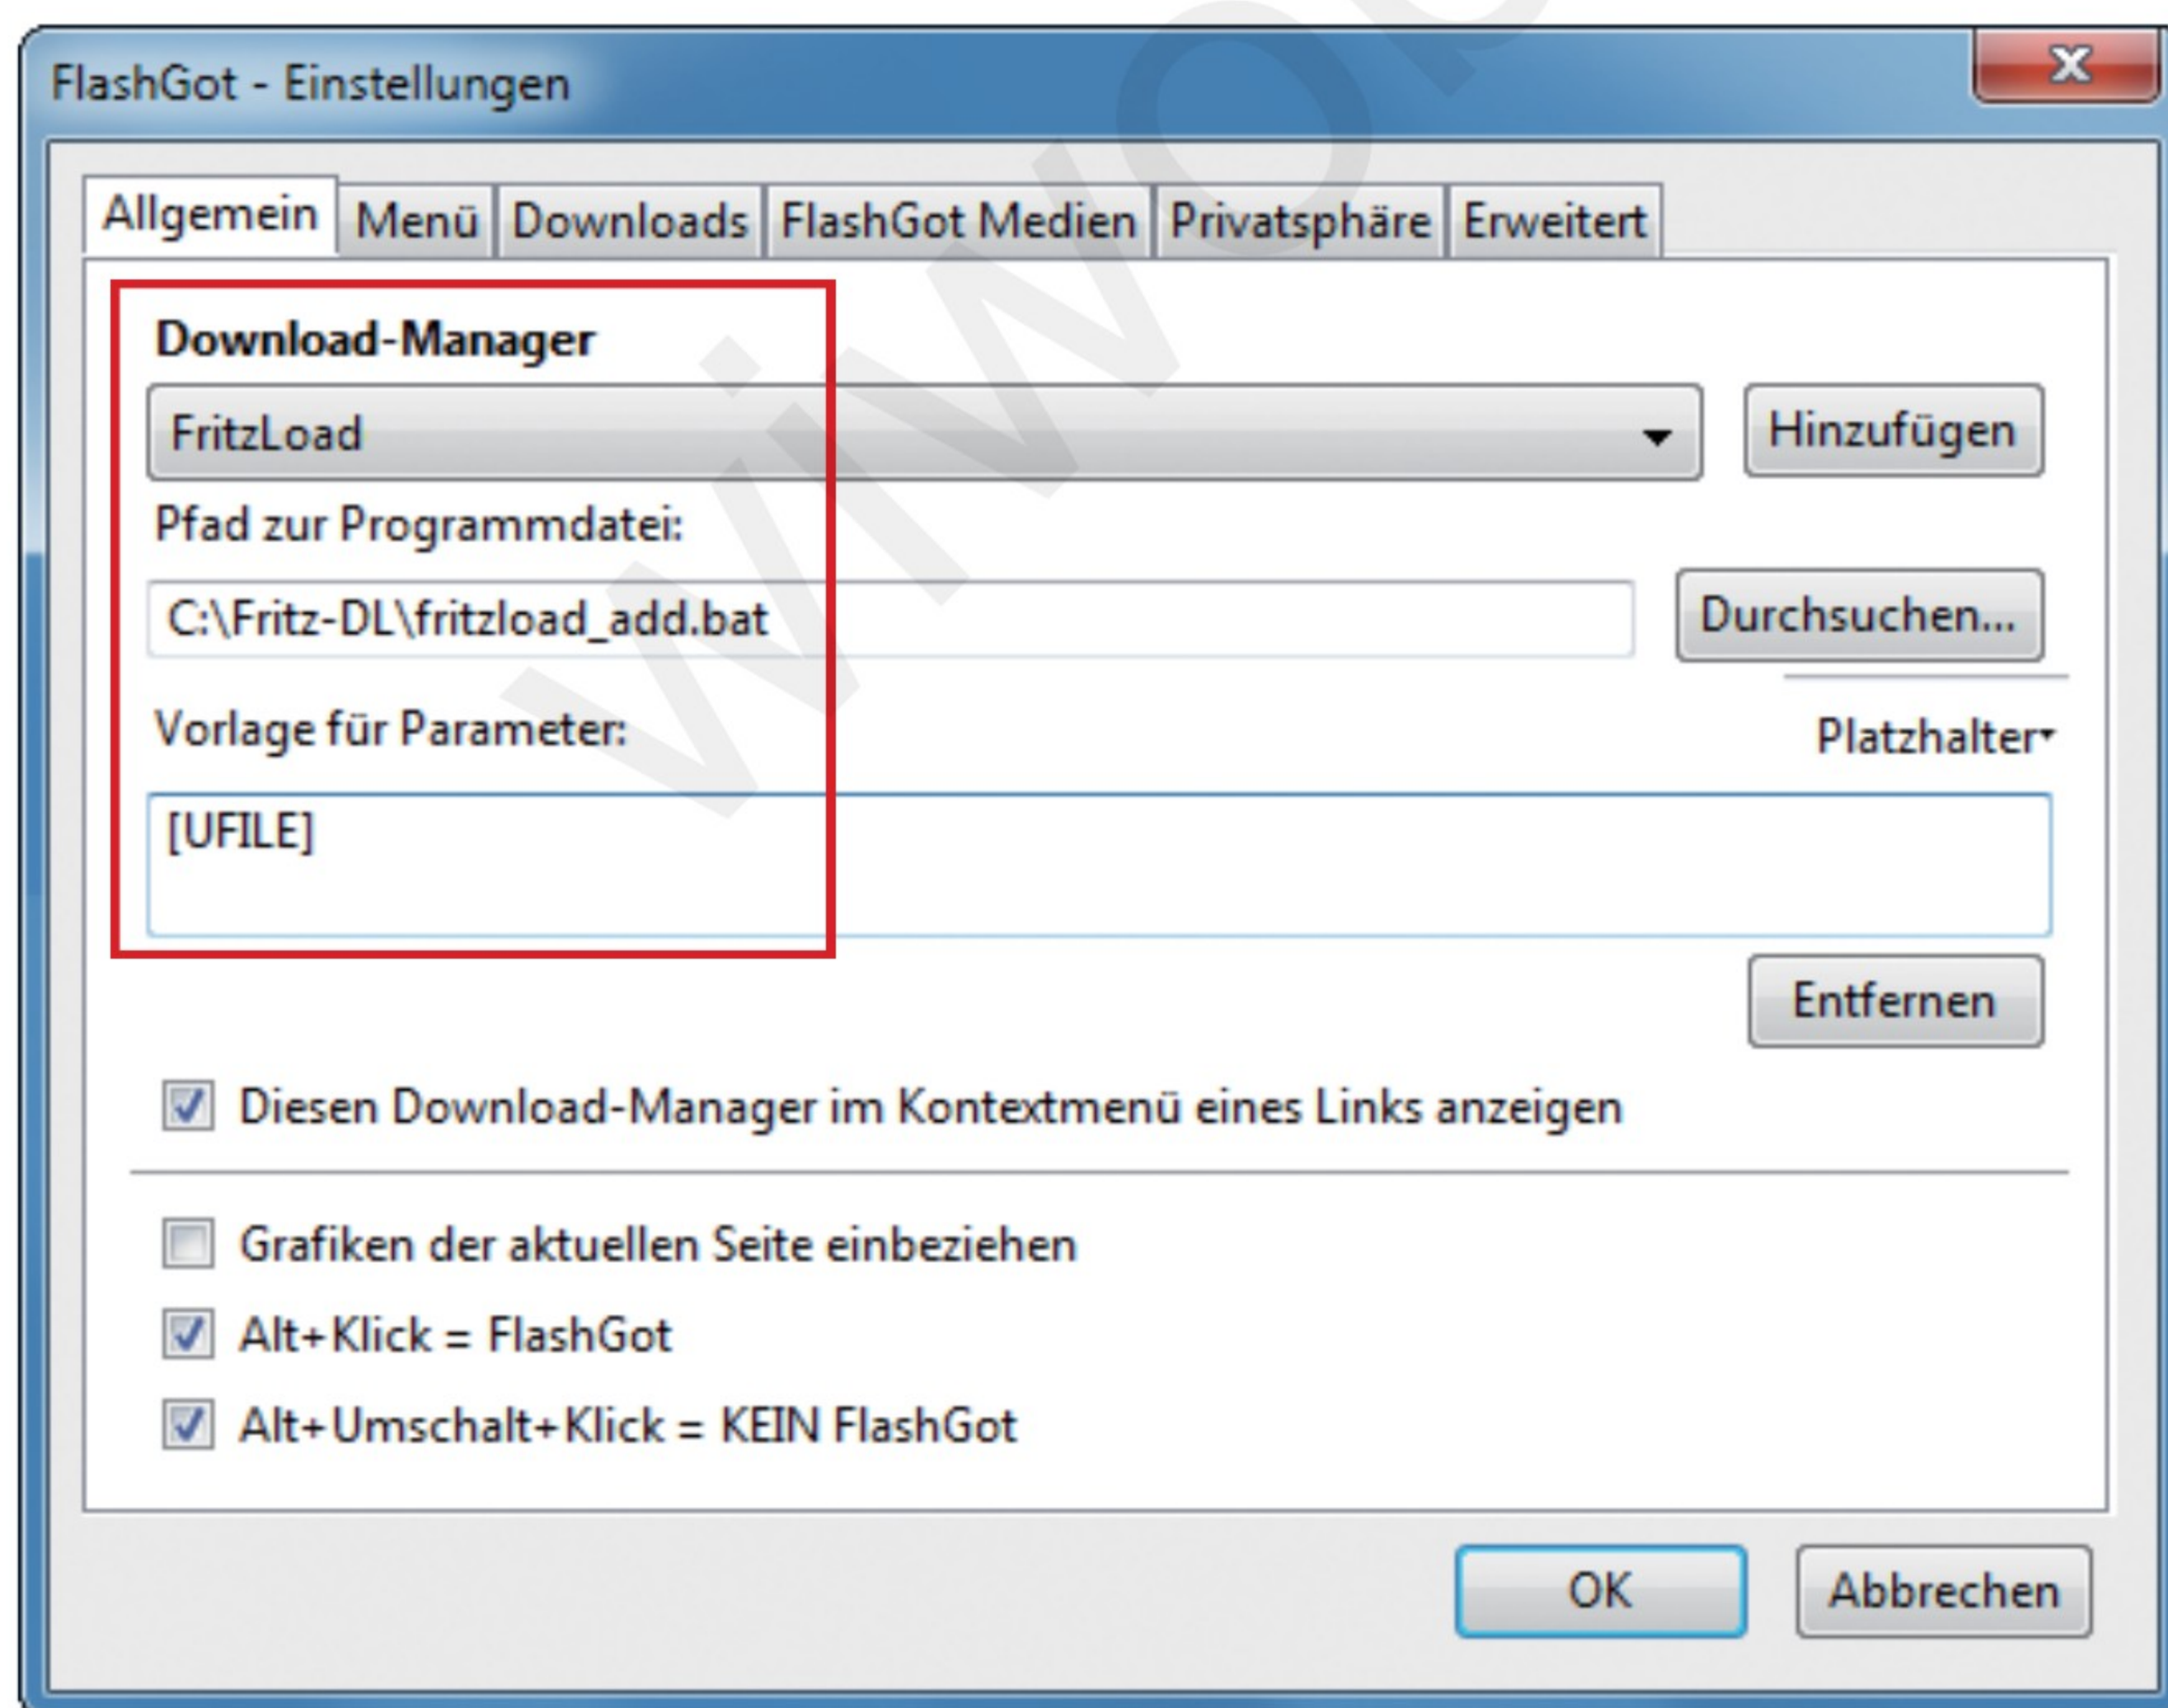 FlashGot - Einstellungen
Allgemein Menü Downloads FlashGot Medien Privatsphäre Erweitert
Download-Manager
FritzLoad Hinzufügen
Pfad zur Programmdatei:
C:\Fritz-DL\fritzload_add.bat Durchsuchen...
Vorlage für Parameter: Platzhalter
[UFILE]
Entfernen
Diesen Download-Manager im Kontextmenü eines Links anzeigen
Grafiken der aktuellen Seite einbeziehen
Alt+Klick = FlashGot
Alt+Umschalt+Klick = KEIN FlashGot
OK Abbrechen